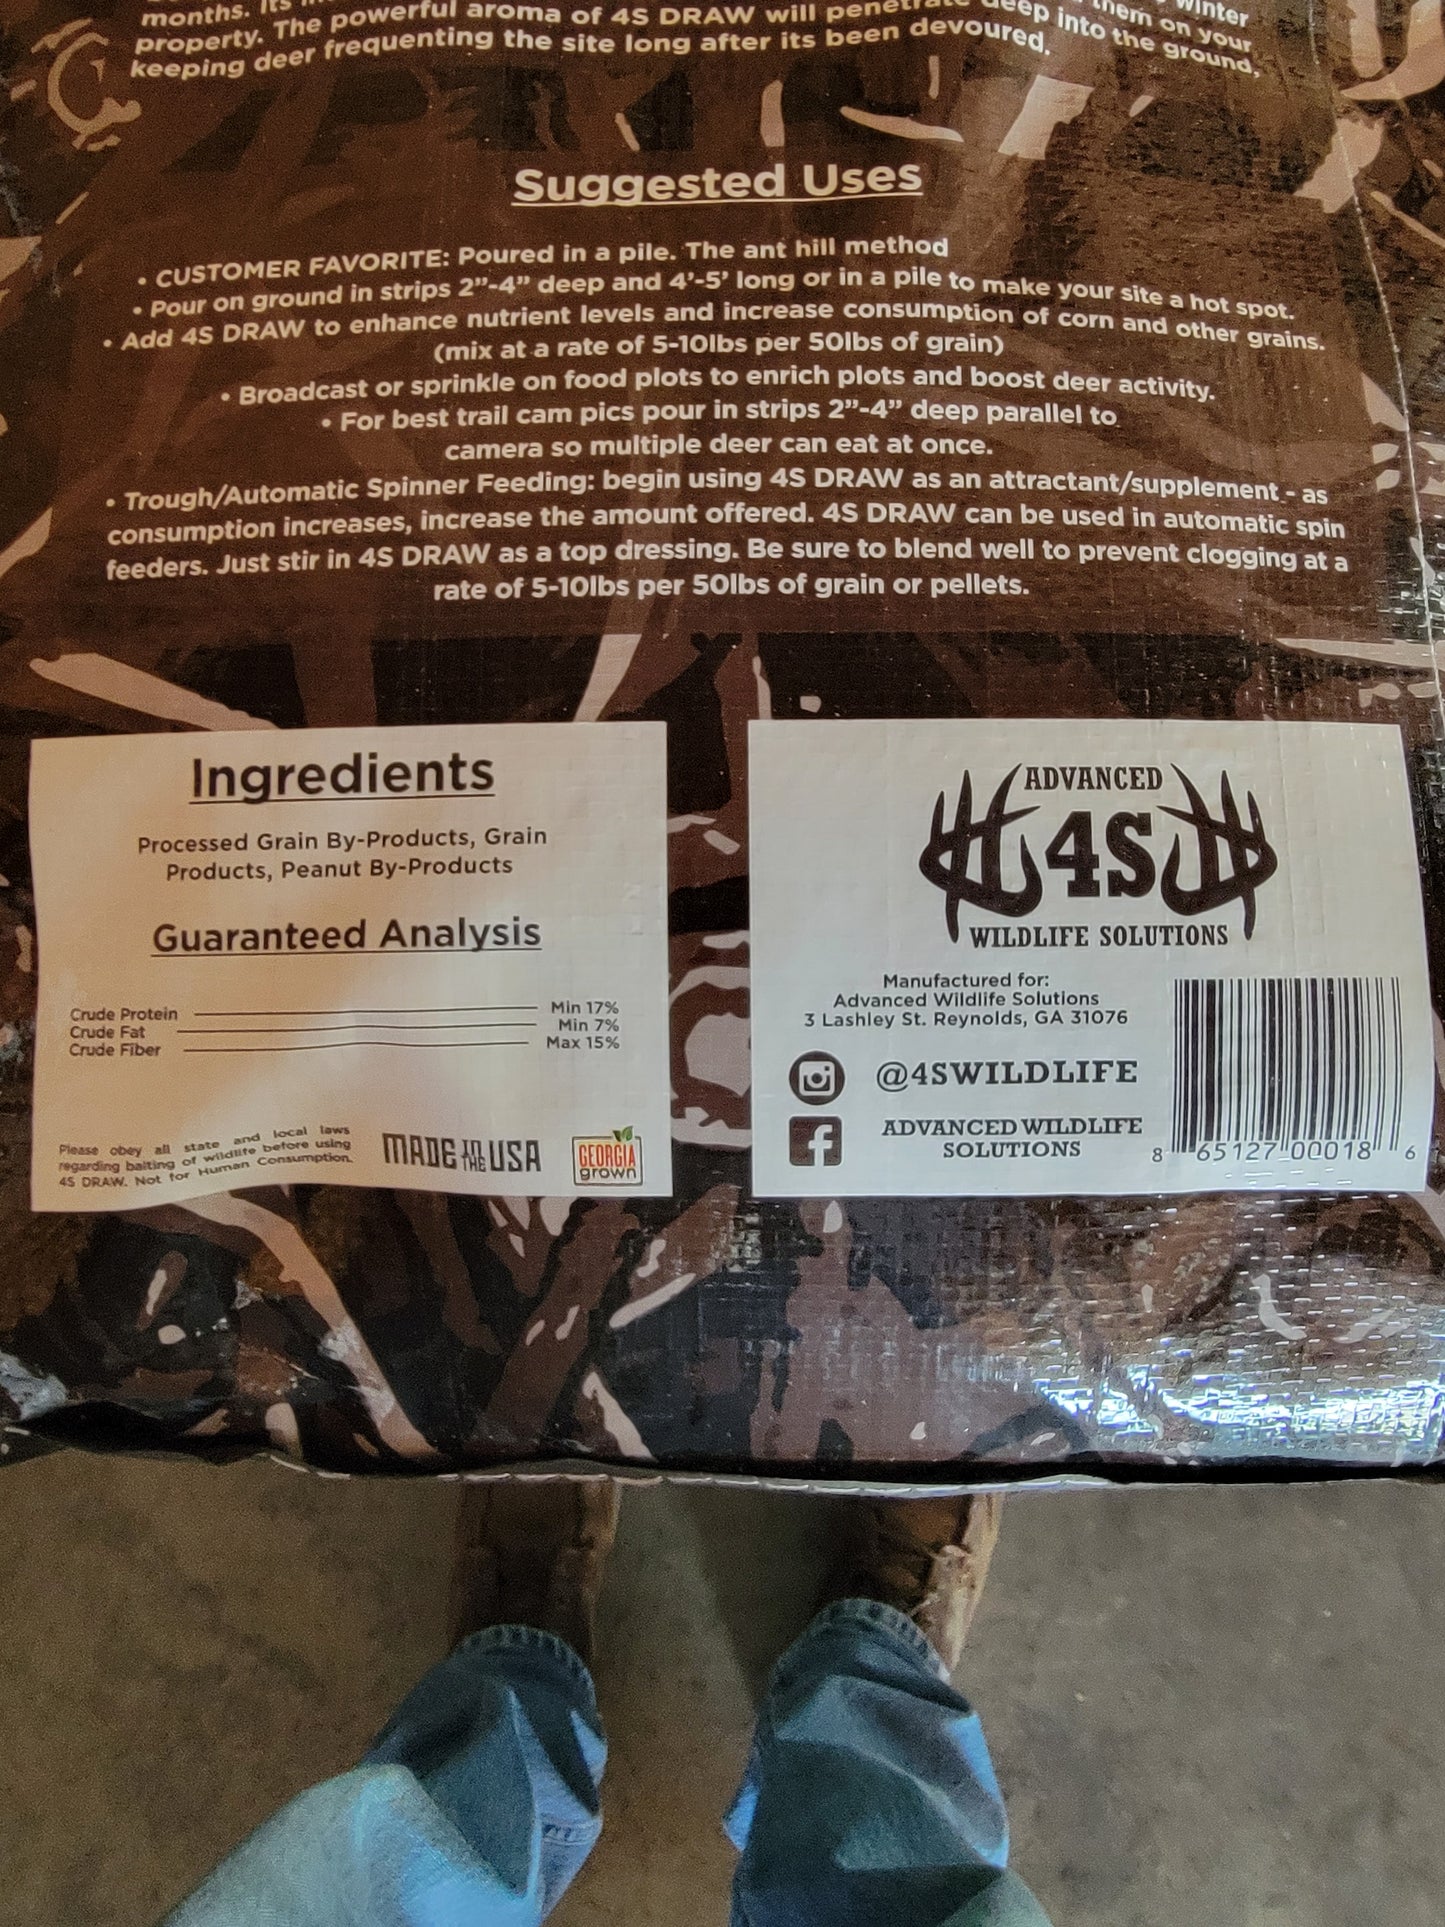 months. Its
winter
property. The powerful aroma of 4S DRAW will penetrate deep into the ground,
them on your
keeping deer frequenting the site long after its been devoured.
Suggested Uses
• CUSTOMER FAVORITE: Poured in a pile. The ant hill method
• Pour on ground in strips 2”-4” deep and 4’-5’ long or in a pile to make your site a hot spot.
• Add 4S DRAW to enhance nutrient levels and increase consumption of corn and other grains.
(mix at a rate of 5-10lbs per 50lbs of grain)
• Broadcast or sprinkle on food plots to enrich plots and boost deer activity.
• For best trail cam pics pour in strips 2”-4” deep parallel to
camera so multiple deer can eat at once.
• Trough/Automatic Spinner Feeding: begin using 4S DRAW as an attractant/supplement - as
consumption increases, increase the amount offered. 4S DRAW can be used in automatic spin
feeders. Just stir in 4S DRAW as a top dressing. Be sure to blend well to prevent clogging at a
rate of 5-10lbs per 50lbs of grain or pellets.
Ingredients
Processed Grain By-Products, Grain
Products, Peanut By-Products
Guaranteed Analysis
Crude Protein Min 17%
Crude Fat Min 7%
Crude Fiber Max 15%
Please obey all state and local laws
regarding baiting of wildlife before using
4S DRAW. Not for Human Consumption.
MADE IN THE USA
GEORGIA
grown
ADVANCED
4S
WILDLIFE SOLUTIONS
Manufactured for:
Advanced Wildlife Solutions
3 Lashley St. Reynolds, GA 31076
@4SWILDLIFE
ADVANCED WILDLIFE
SOLUTIONS
8 65127 00018 6